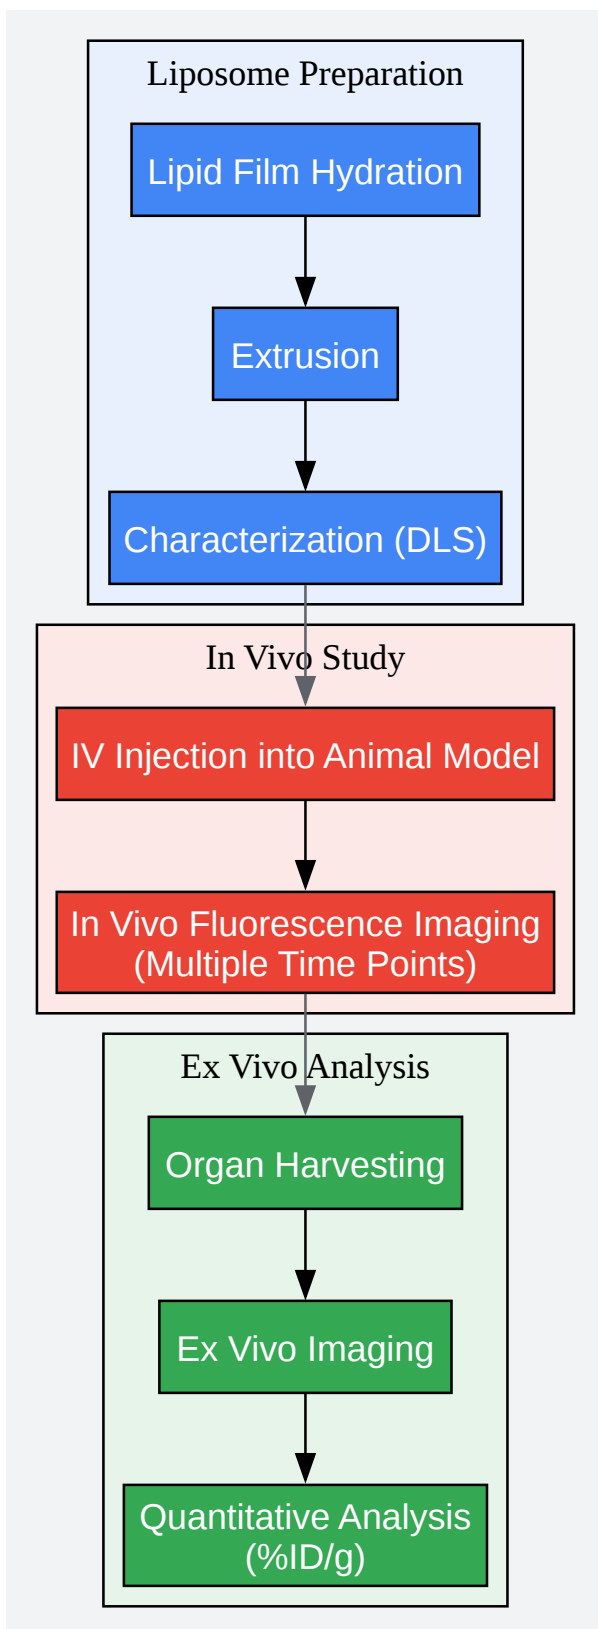 Liposome Preparation
Lipid Film Hydration
Extrusion
Characterization (DLS)
In Vivo Study
IV Injection into Animal Model
In Vivo Fluorescence Imaging
(Multiple Time Points)
Ex Vivo Analysis
Organ Harvesting
Ex Vivo Imaging
Quantitative Analysis
(%ID/g)